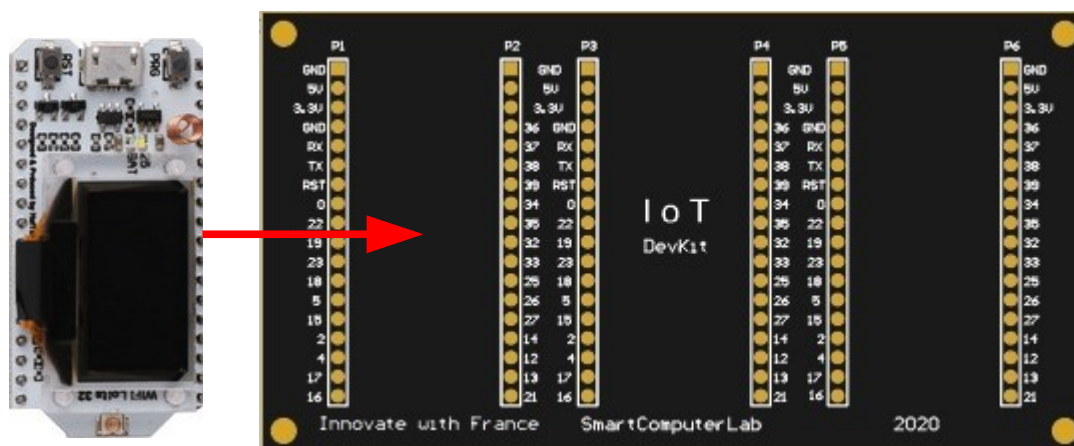 RST
PRG
25
BAT
WIFI LoRa 32
P1 P2 P3 P4 P5 P6
GND GND GND GND
5V 5V 5V 5V
3.3V 3.3V 3.3V 3.3V
GND 36 GND 36 GND 36
RX 37 RX 37 RX 37
TX 38 TX 38 TX 38
RST 39 RST 39 RST 39
0 34 0 34 0 34
22 35 22 35 22 35
19 32 19 32 19 32
23 33 23 33 23 33
18 25 18 25 18 25
5 26 5 26 5 26
15 27 15 27 15 27
2 14 2 14 2 14
4 12 4 12 4 12
17 13 17 13 17 13
16 21 16 21 16 21
IoT
DevKit
Innovate with France SmartComputerLab 2020